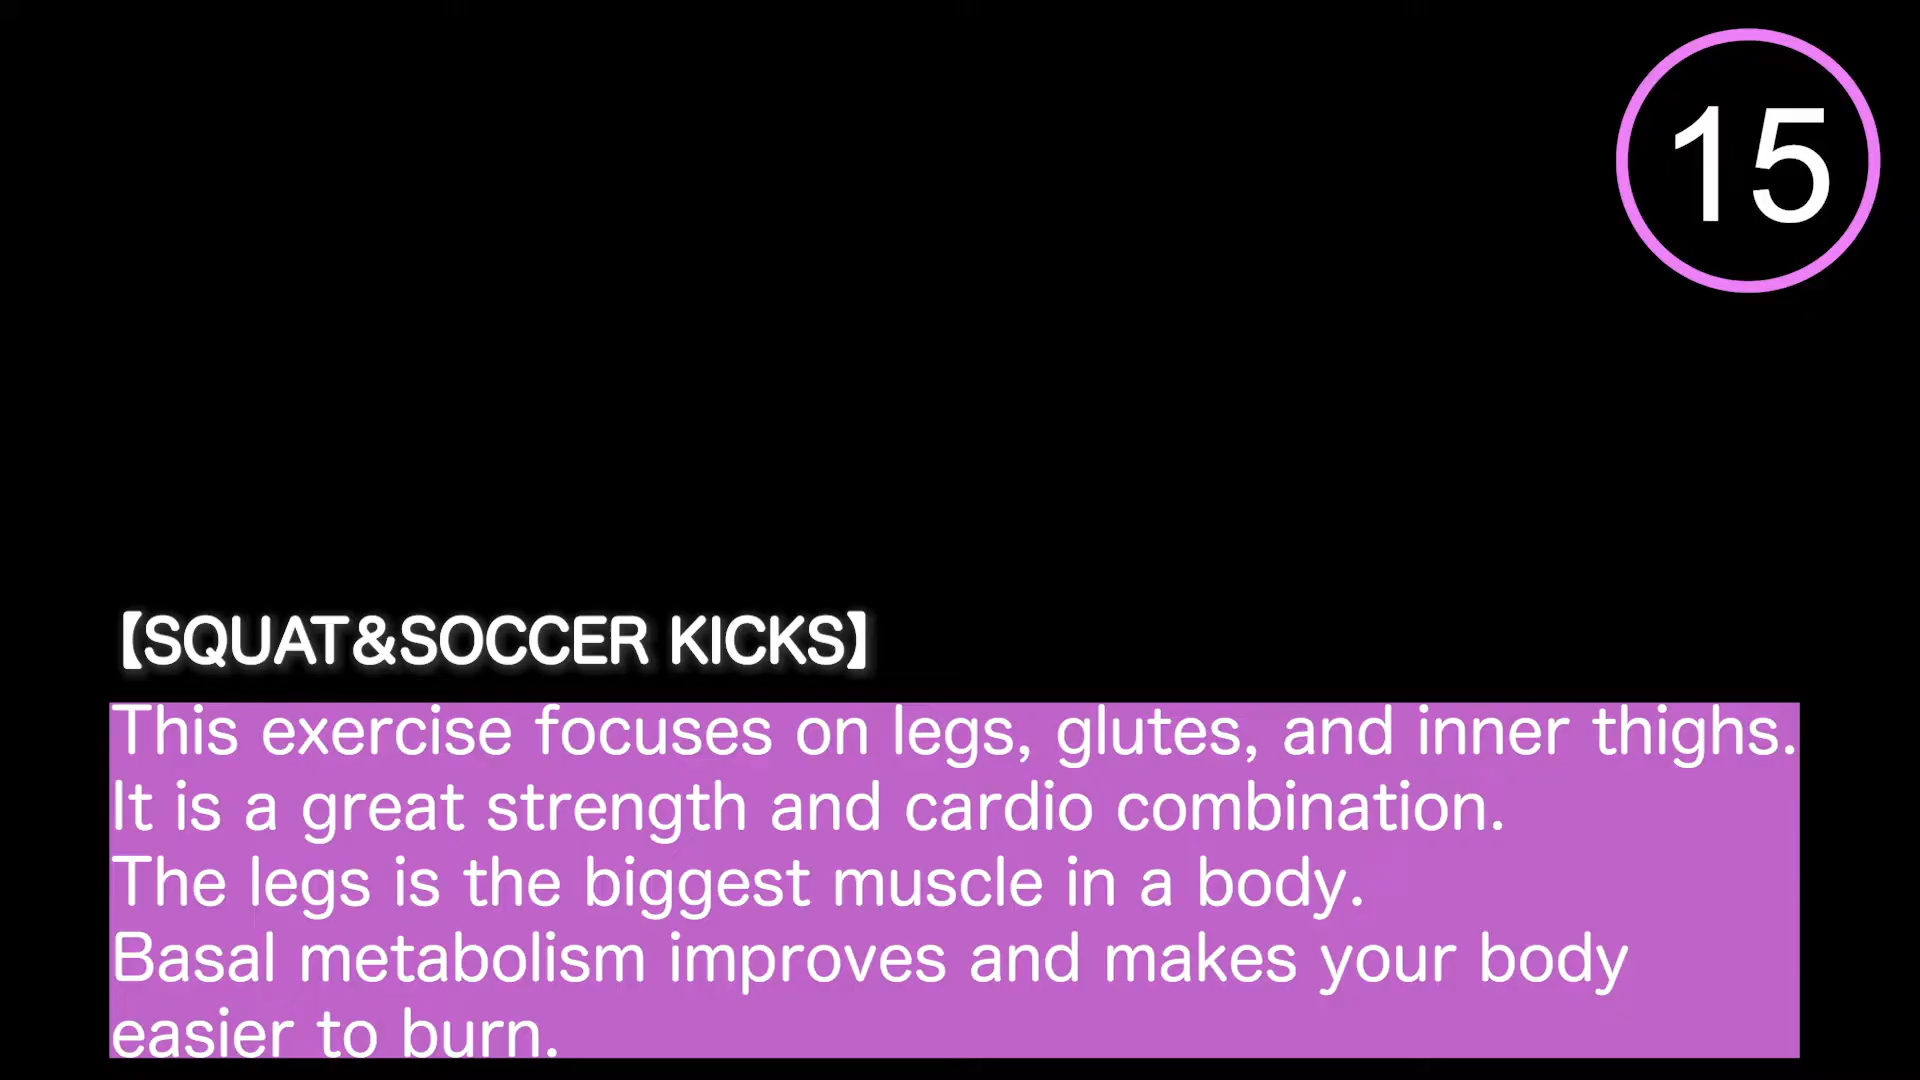 15
【SQUAT&SOCCER KICKS】
This exercise focuses on legs, glutes, and inner thighs.
It is a great strength and cardio combination.
The legs is the biggest muscle in a body.
Basal metabolism improves and makes your body
easier to burn.